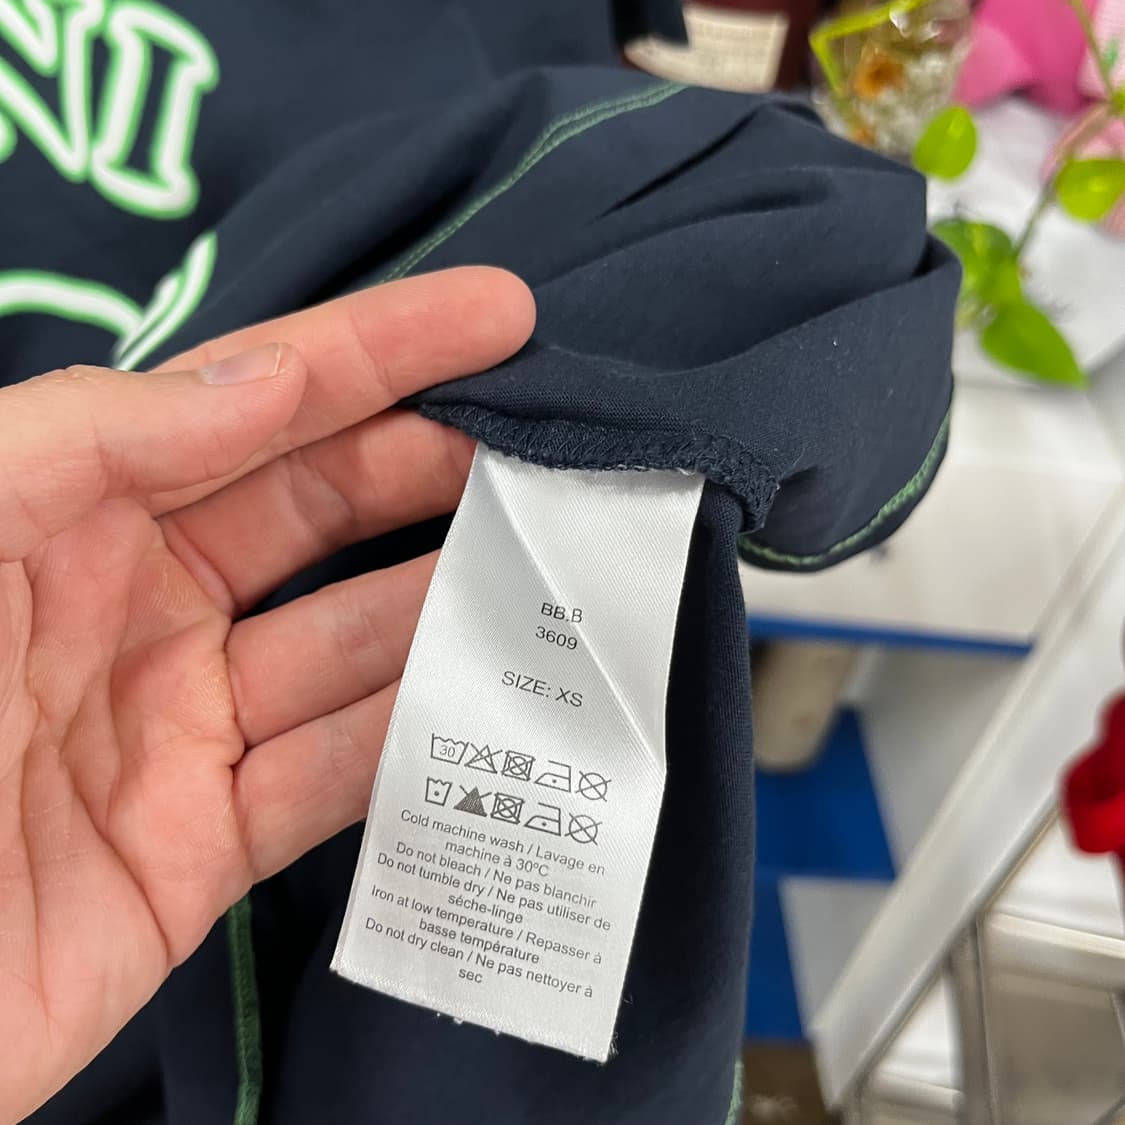 NI
BB.B
3609
SIZE: XS
30
Cold machine wash / Lavage en
machine à 30ºC
Do not bleach / Ne pas blanchir
Do not tumble dry / Ne pas utiliser de
séche-linge
Iron at low temperature / Repasser à
basse température
Do not dry clean / Ne pas nettoyer à
sec